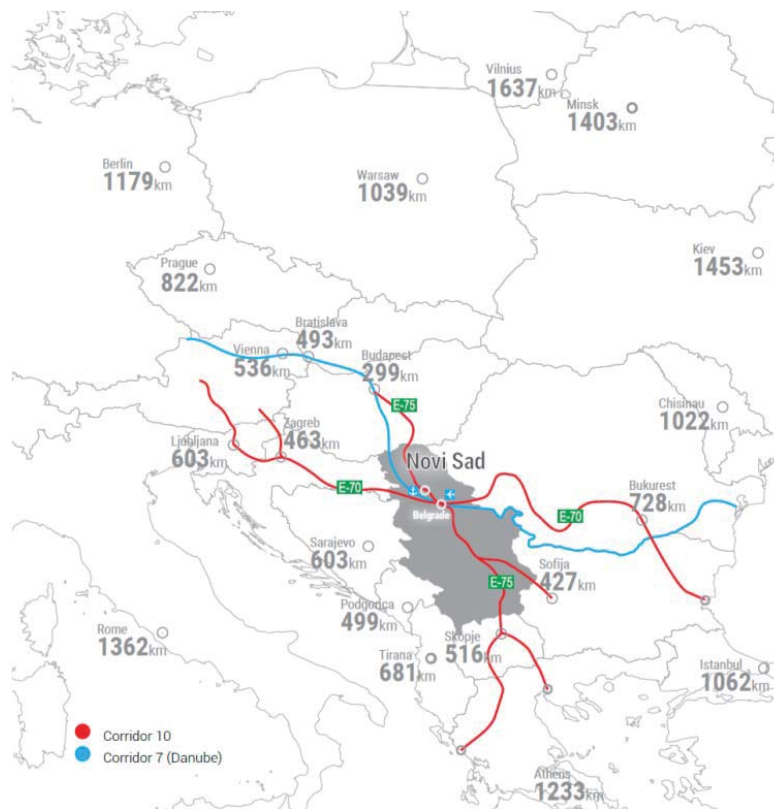 Vilnius
1637km
Minsk
1403km
Berlin
1179km
Warsaw
1039km
Kiev
1453km
Prague
822km
Bratislava
493km
Vienna
536km
Budapest
299km
E-75
Chisinau
1022km
Zagreb
463km
Ljubljana
603km
Novi Sad
E-70
Belgrade
Bukurest
728km
E-70
Sarajevo
603km
Sofija
427km
E-75
Podgorica
499km
Skopje
516km
Rome
1362km
Tirana
681km
Istanbul
1062km
Corridor 10
Corridor 7 (Danube)
Athens
1233km